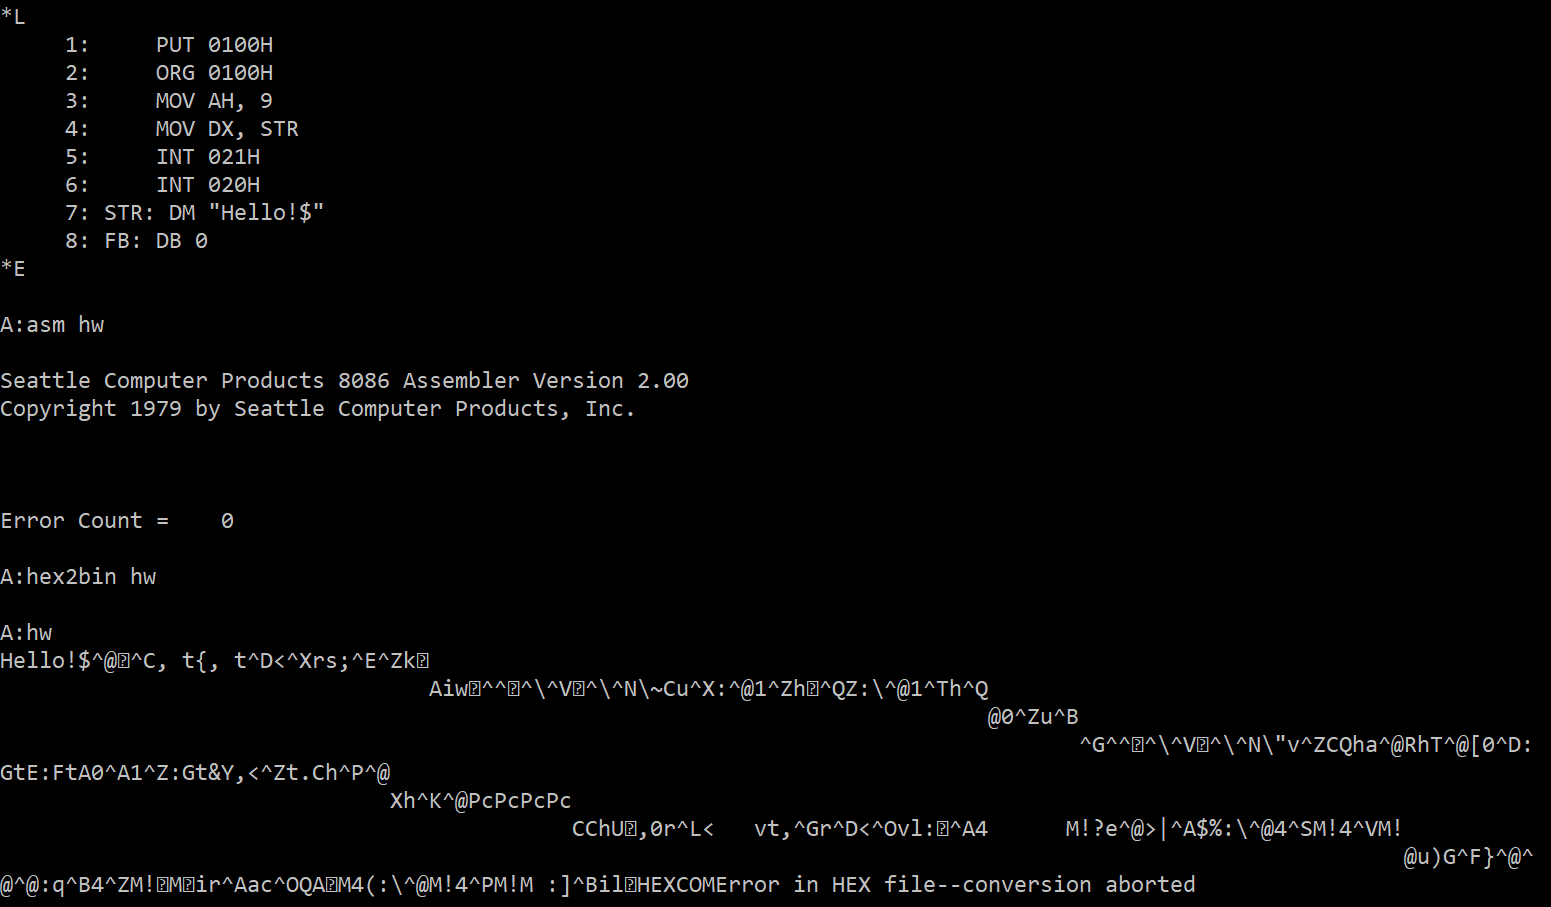 *L
     1:     PUT 0100H
     2:     ORG 0100H
     3:     MOV AH, 9
     4:     MOV DX, STR
     5:     INT 021H
     6:     INT 020H
     7: STR: DM "Hello!$"
     8: FB: DB 0
*E
A:asm hw
Seattle Computer Products 8086 Assembler Version 2.00
Copyright 1979 by Seattle Computer Products, Inc.
Error Count =    0
A:hex2bin hw
A:hw
Hello!$^@⍰^C, t{, t^D<^Xrs;^E^Zk⍰
Aiw⍰^^⍰^\^V⍰^\^N\~Cu^X:^@1^Zh⍰^QZ:\^@1^Th^Q
@0^Zu^B
^G^^⍰^\^V⍰^\^N\"v^ZCQha^@RhT^@[0^D:
GtE:FtA0^A1^Z:Gt&Y,<^Zt.Ch^P^@
Xh^K^@PcPcPcPc
CChU⍰,0r^L<   vt,^Gr^D<^Ovl:⍰^A4      M!?e^@>|^A$%:\^@4^SM!4^VM!
@u)G^F}^@^
@^@:q^B4^ZM!⍰M⍰ir^Aac^OQA⍰M4(:\^@M!4^PM!M :]^Bil⍰HEXCOMError in HEX file--conversion aborted